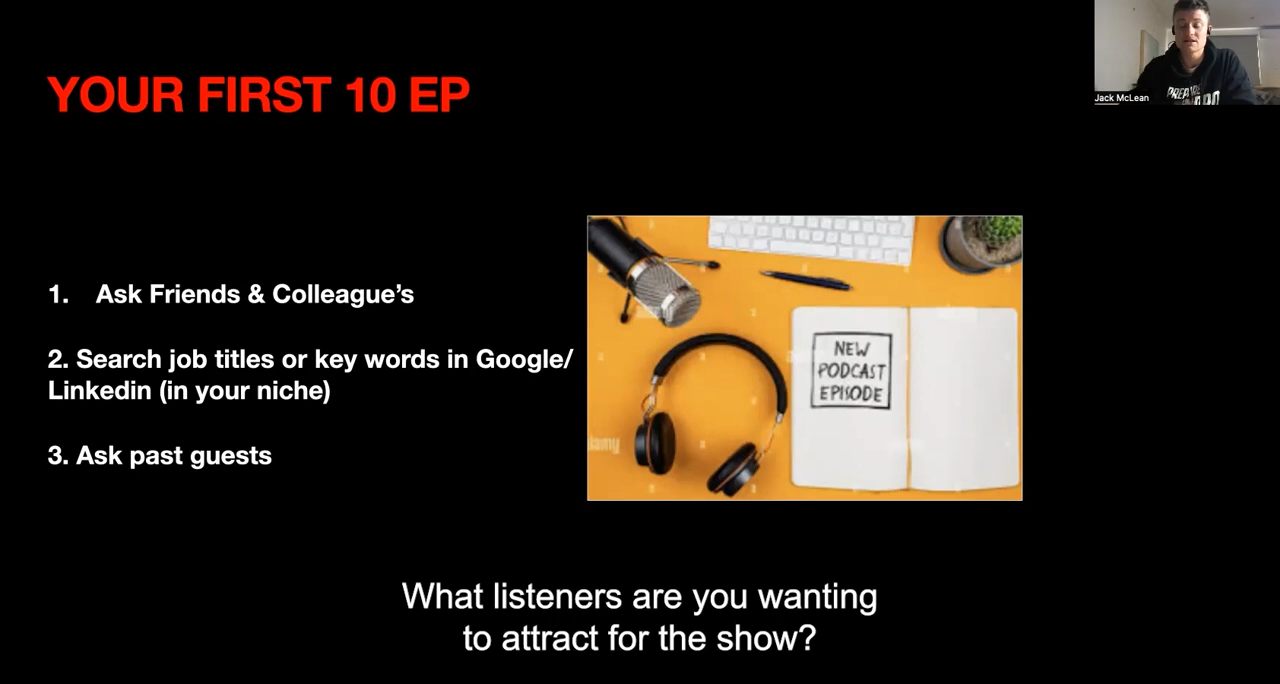 YOUR FIRST 10 EP
Jack McLean
1. Ask Friends & Colleague’s
2. Search job titles or key words in Google/
Linkedin (in your niche)
3. Ask past guests
NEW
PODCAST
EPISODE
What listeners are you wanting
to attract for the show?